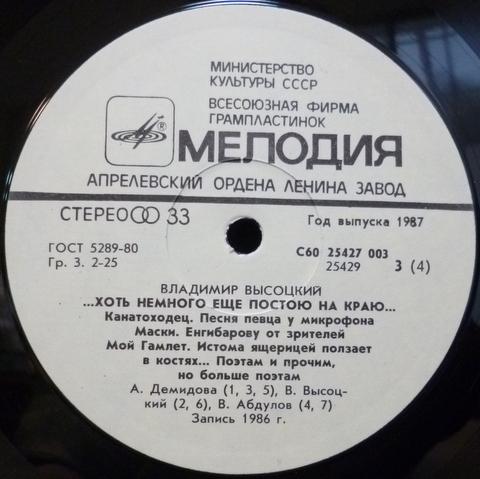 МИНИСТЕРСТВО
КУЛЬТУРЫ СССР
ВСЕСОЮЗНАЯ ФИРМА
ГРАМПЛАСТИНОК
®
МЕЛОДИЯ
АПРЕЛЕВСКИЙ ОРДЕНА ЛЕНИНА ЗАВОД
СТЕРЕО 33
Год выпуска 1987
ГОСТ 5289-80
Гр. 3. 2-25
С60 25427 003
25429
3 (4)
ВЛАДИМИР ВЫСОЦКИЙ
...ХОТЬ НЕМНОГО ЕЩЕ ПОСТОЮ НА КРАЮ...
Канатоходец. Песня певца у микрофона
Маски. Енгибарову от зрителей
Мой Гамлет. Истома ящерицей ползает
в костях... Поэтам и прочим,
но больше поэтам
А. Демидова (1, 3, 5), В. Высоц-
кий (2, 6), В. Абдулов (4, 7)
Запись 1986 г.